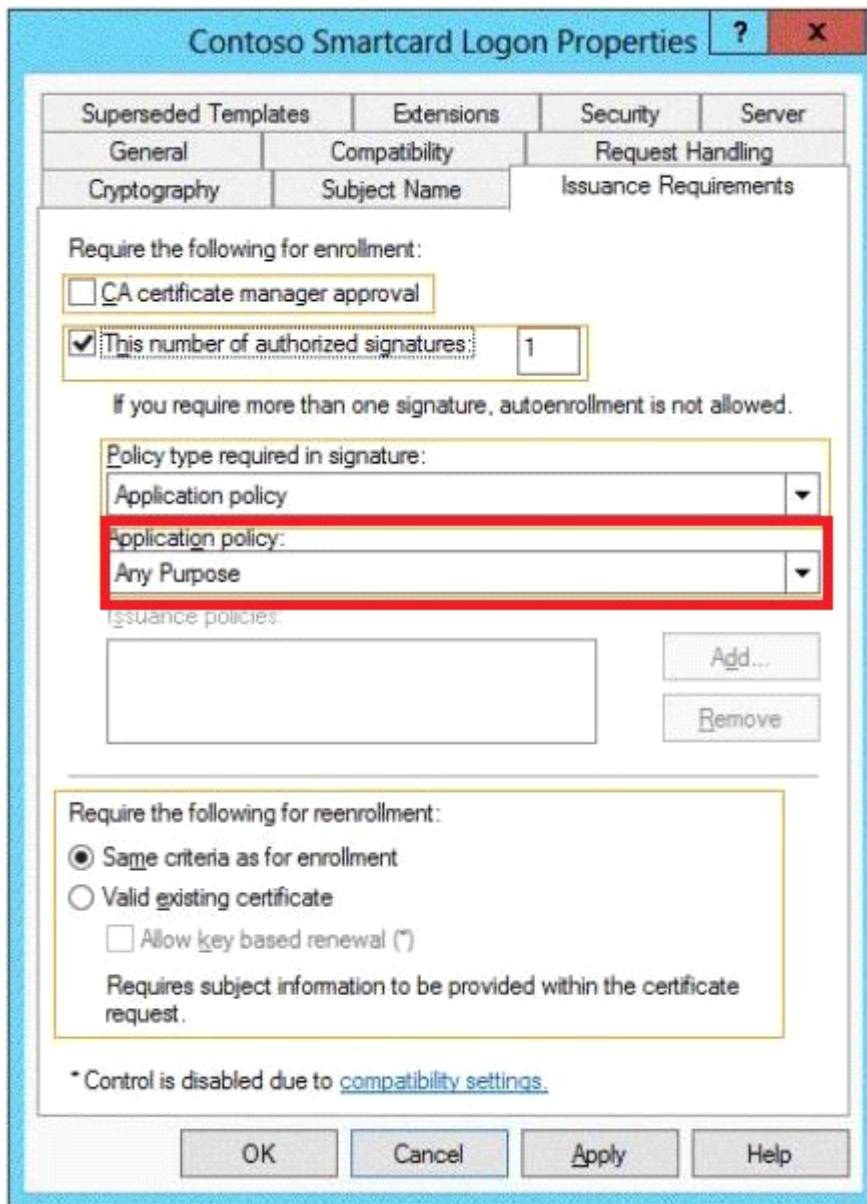 Contoso Smartcard Logon Properties ? x
Superseded Templates Extensions Security Server
General Compatibility Request Handling
Cryptography Subject Name Issuance Requirements
Require the following for enrollment:
CA certificate manager approval
This number of authorized signatures: 1
If you require more than one signature, autoenrollment is not allowed.
Policy type required in signature:
Application policy
Application policy:
Any Purpose
Issuance policies:
Add...
Remove
Require the following for reenrollment:
Same criteria as for enrollment
Valid existing certificate
Allow key based renewal (*)
Requires subject information to be provided within the certificate
request.
* Control is disabled due to compatibility settings.
OK Cancel Apply Help